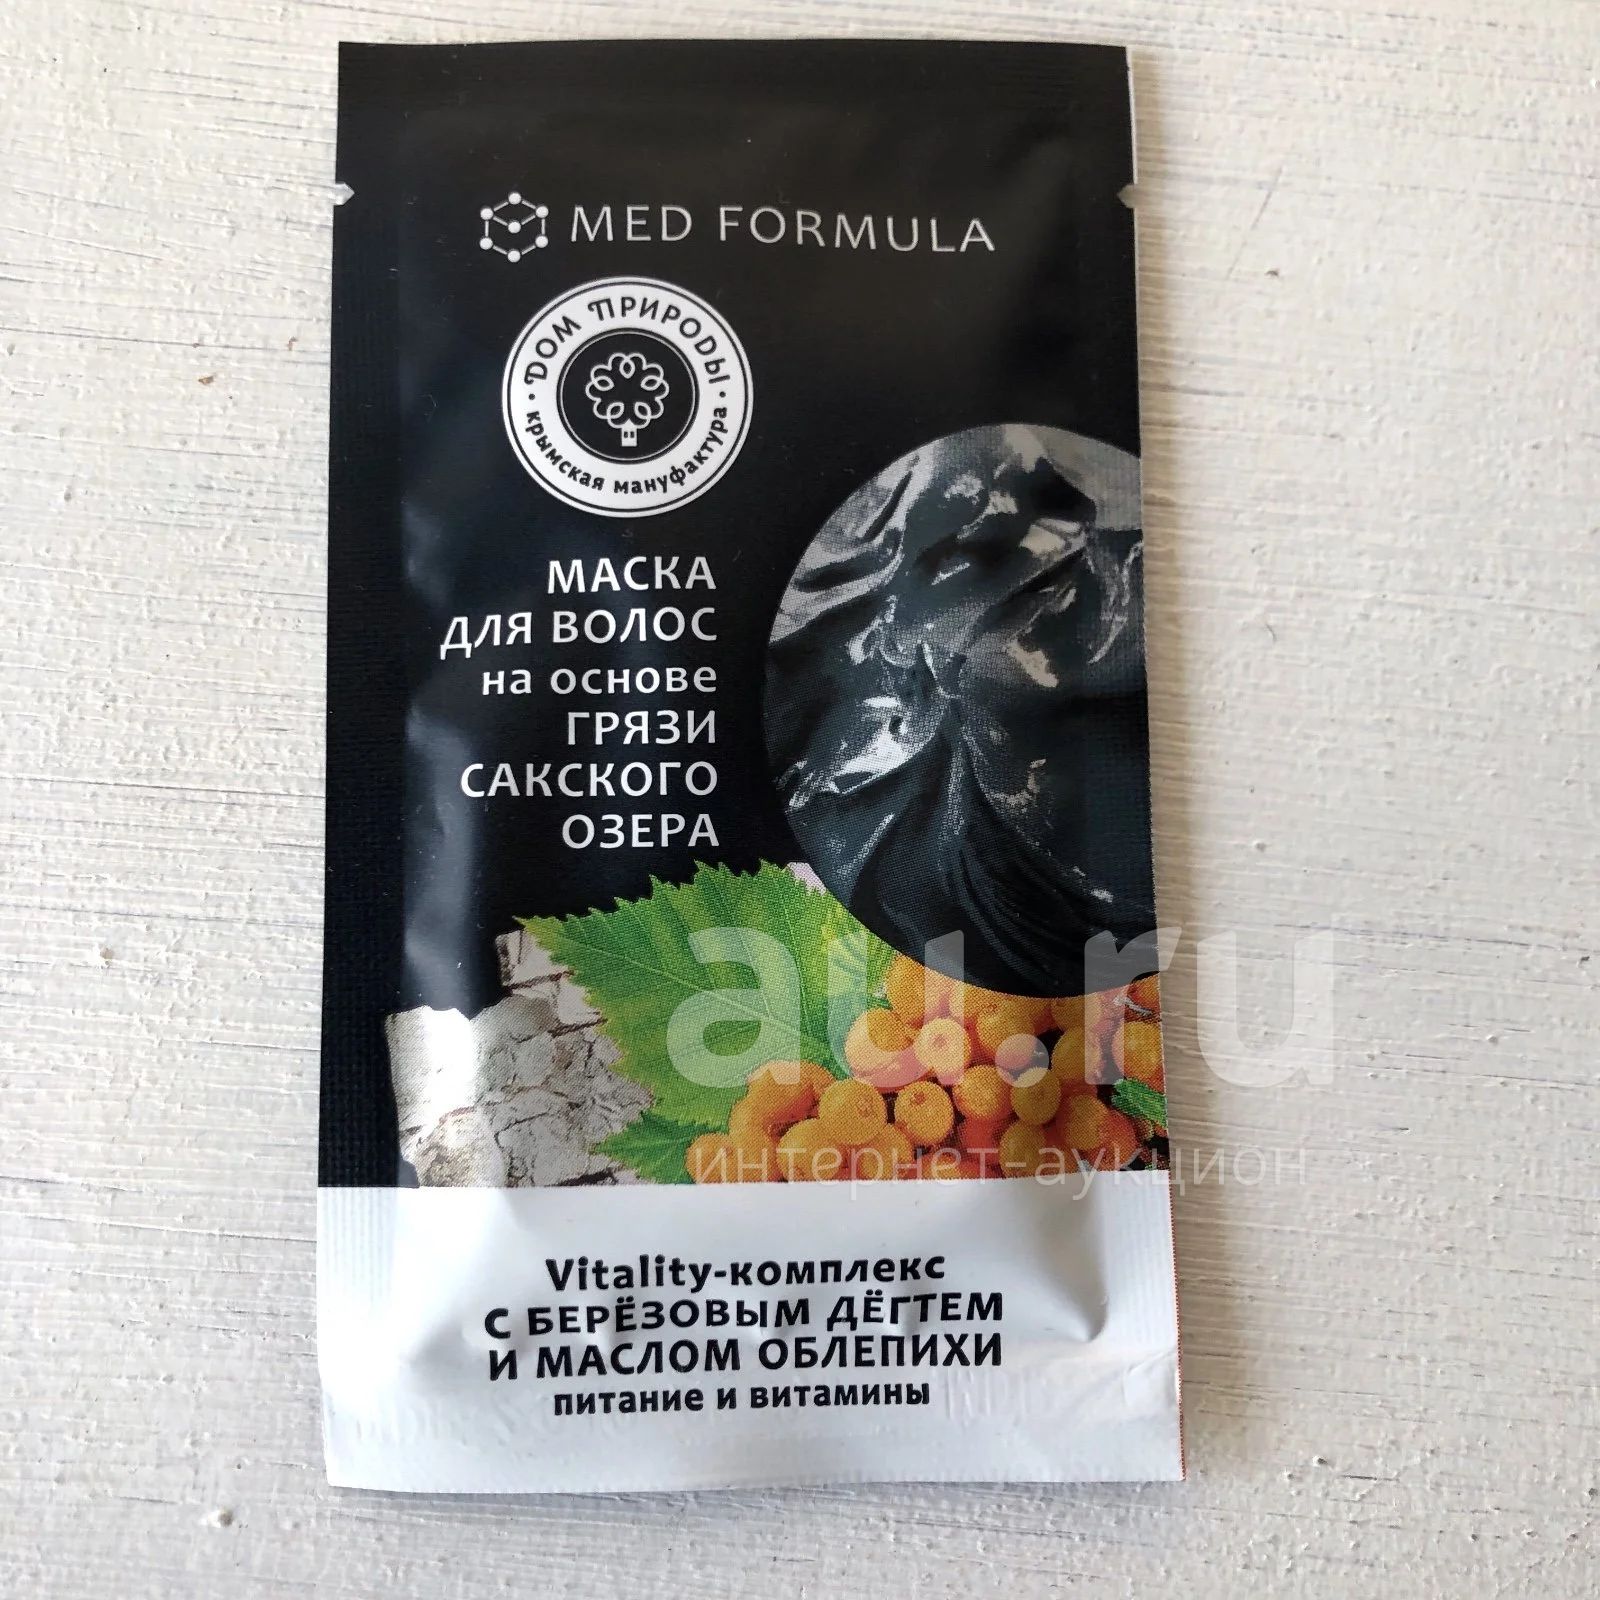 MED FORMULA
ДОМ ПРИРОДЫ
• крымская мануфактура •
МАСКА
ДЛЯ ВОЛОС
на основе
ГРЯЗИ
САКСКОГО
ОЗЕРА
au.ru
интернет-аукцион
Vitality-комплекс
С БЕРЁЗОВЫМ ДЁГТЕМ
И МАСЛОМ ОБЛЕПИХИ
питание и витамины